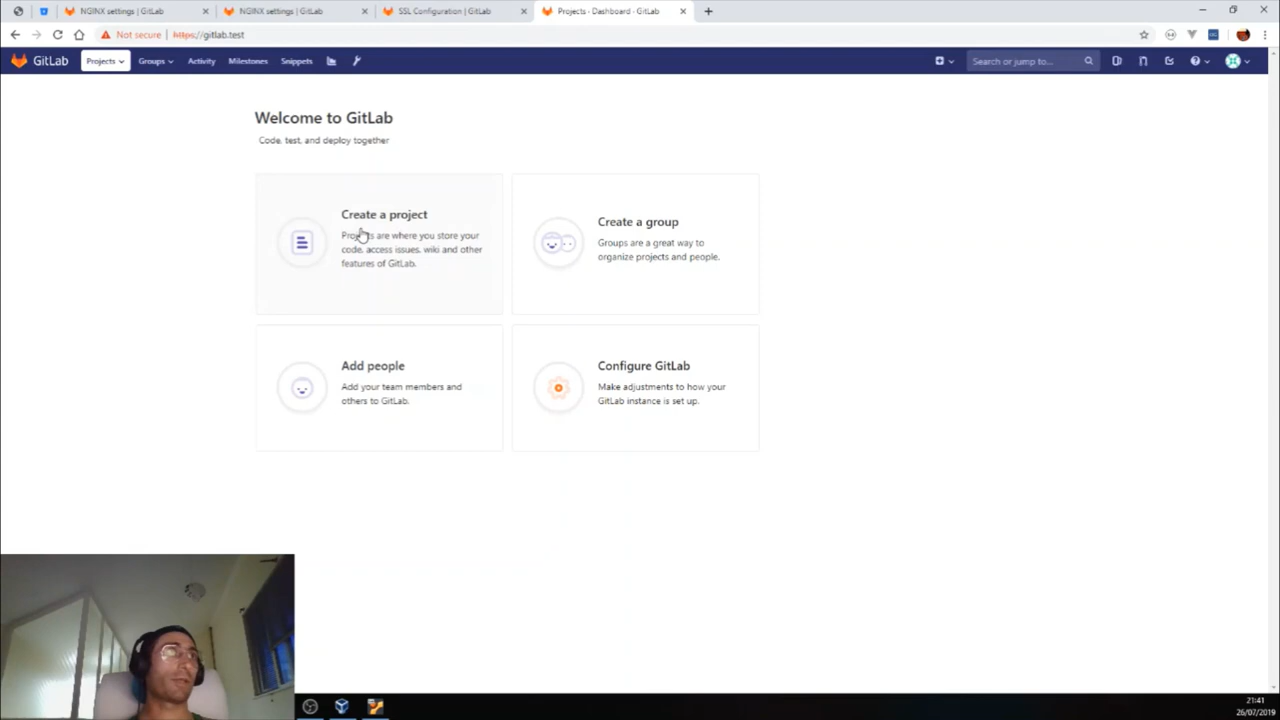 NGINX settings | GitLab
NGINX settings | GitLab
SSL Configuration | GitLab
Projects · Dashboard · GitLab
Not secure | https://gitlab.test
GitLab
Projects
Groups
Activity
Milestones
Snippets
Search or jump to...
Welcome to GitLab
Code, test, and deploy together
Create a project
Projects are where you store your
code, access issues, wiki and other
features of GitLab.
Create a group
Groups are a great way to
organize projects and people.
Add people
Add your team members and
others to GitLab.
Configure GitLab
Make adjustments to how your
GitLab instance is set up.
21:41
26/07/2019